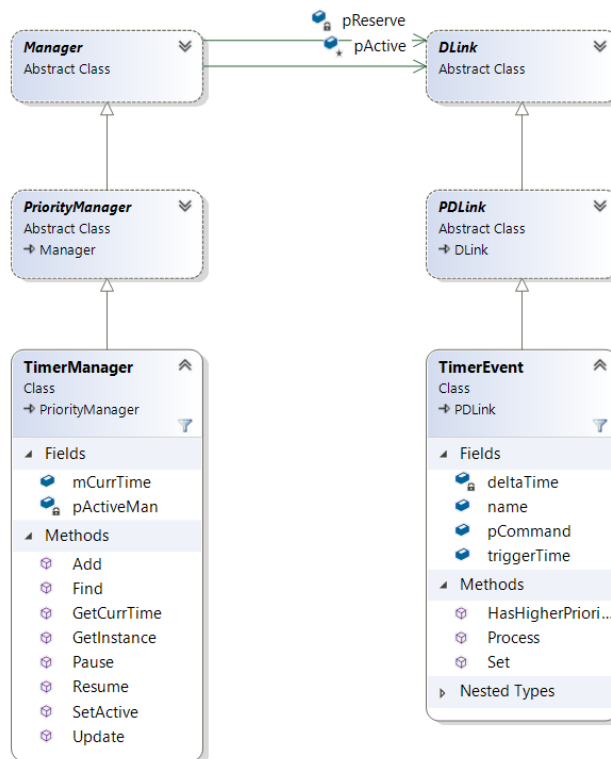 pReserve
pActive
Manager
Abstract Class
DLink
Abstract Class
PriorityManager
Abstract Class
Manager
PDLink
Abstract Class
DLink
TimerManager
Class
PriorityManager
Fields
mCurrTime
pActiveMan
Methods
Add
Find
GetCurrTime
GetInstance
Pause
Resume
SetActive
Update
TimerEvent
Class
PDLink
Fields
deltaTime
name
pCommand
triggerTime
Methods
HasHigherPriori...
Process
Set
Nested Types